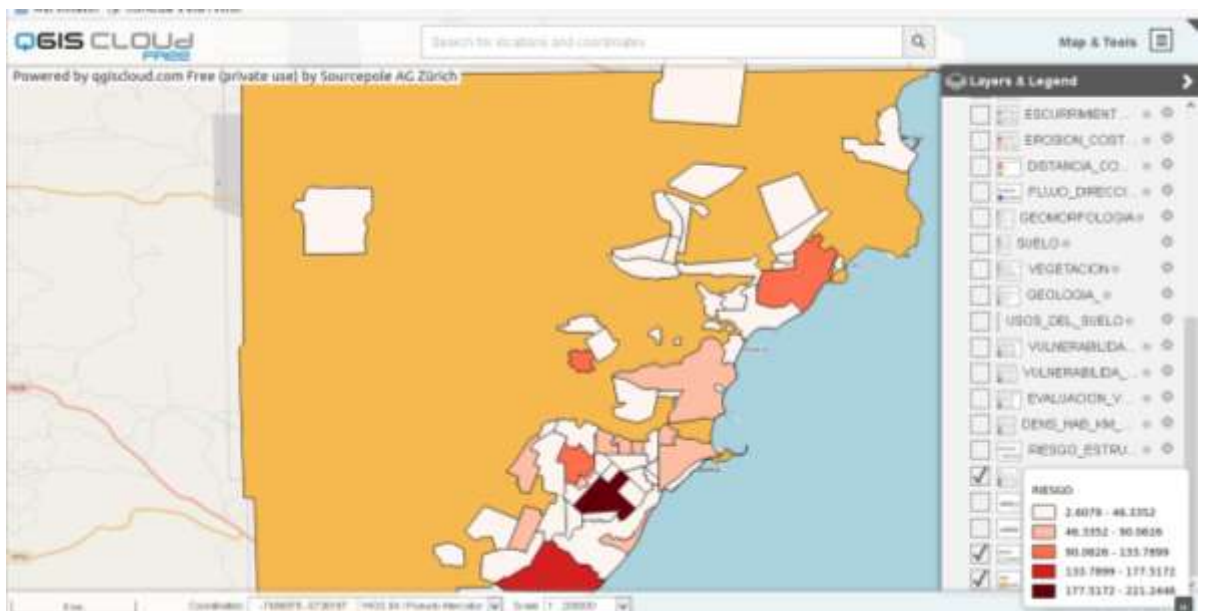 QGIS CLOUD
FREE
Search for locations and coordinates
Map & Tools
Powered by qgiscloud.com Free (private use) by Sourcepole AG Zürich
Layers & Legend
ESCURRIMIENT...
EROSION_COST...
DISTANCIA_CO...
FLUJO_DIRECCI...
GEOMORFOLOGIA
SUELO
VEGETACION
GEOLOGIA_
USOS_DEL_SUELO
VULNERABILIDA...
VULNERABILIDA_...
EVALUACION_V...
DENS_HAB_KM_...
RIESGO_ESTRU...
RIESGO
2.6078 - 46.3352
46.3352 - 90.0626
90.0626 - 133.7899
133.7899 - 177.5172
177.5172 - 221.2446
Coordinates:
Scale 1 : 200000